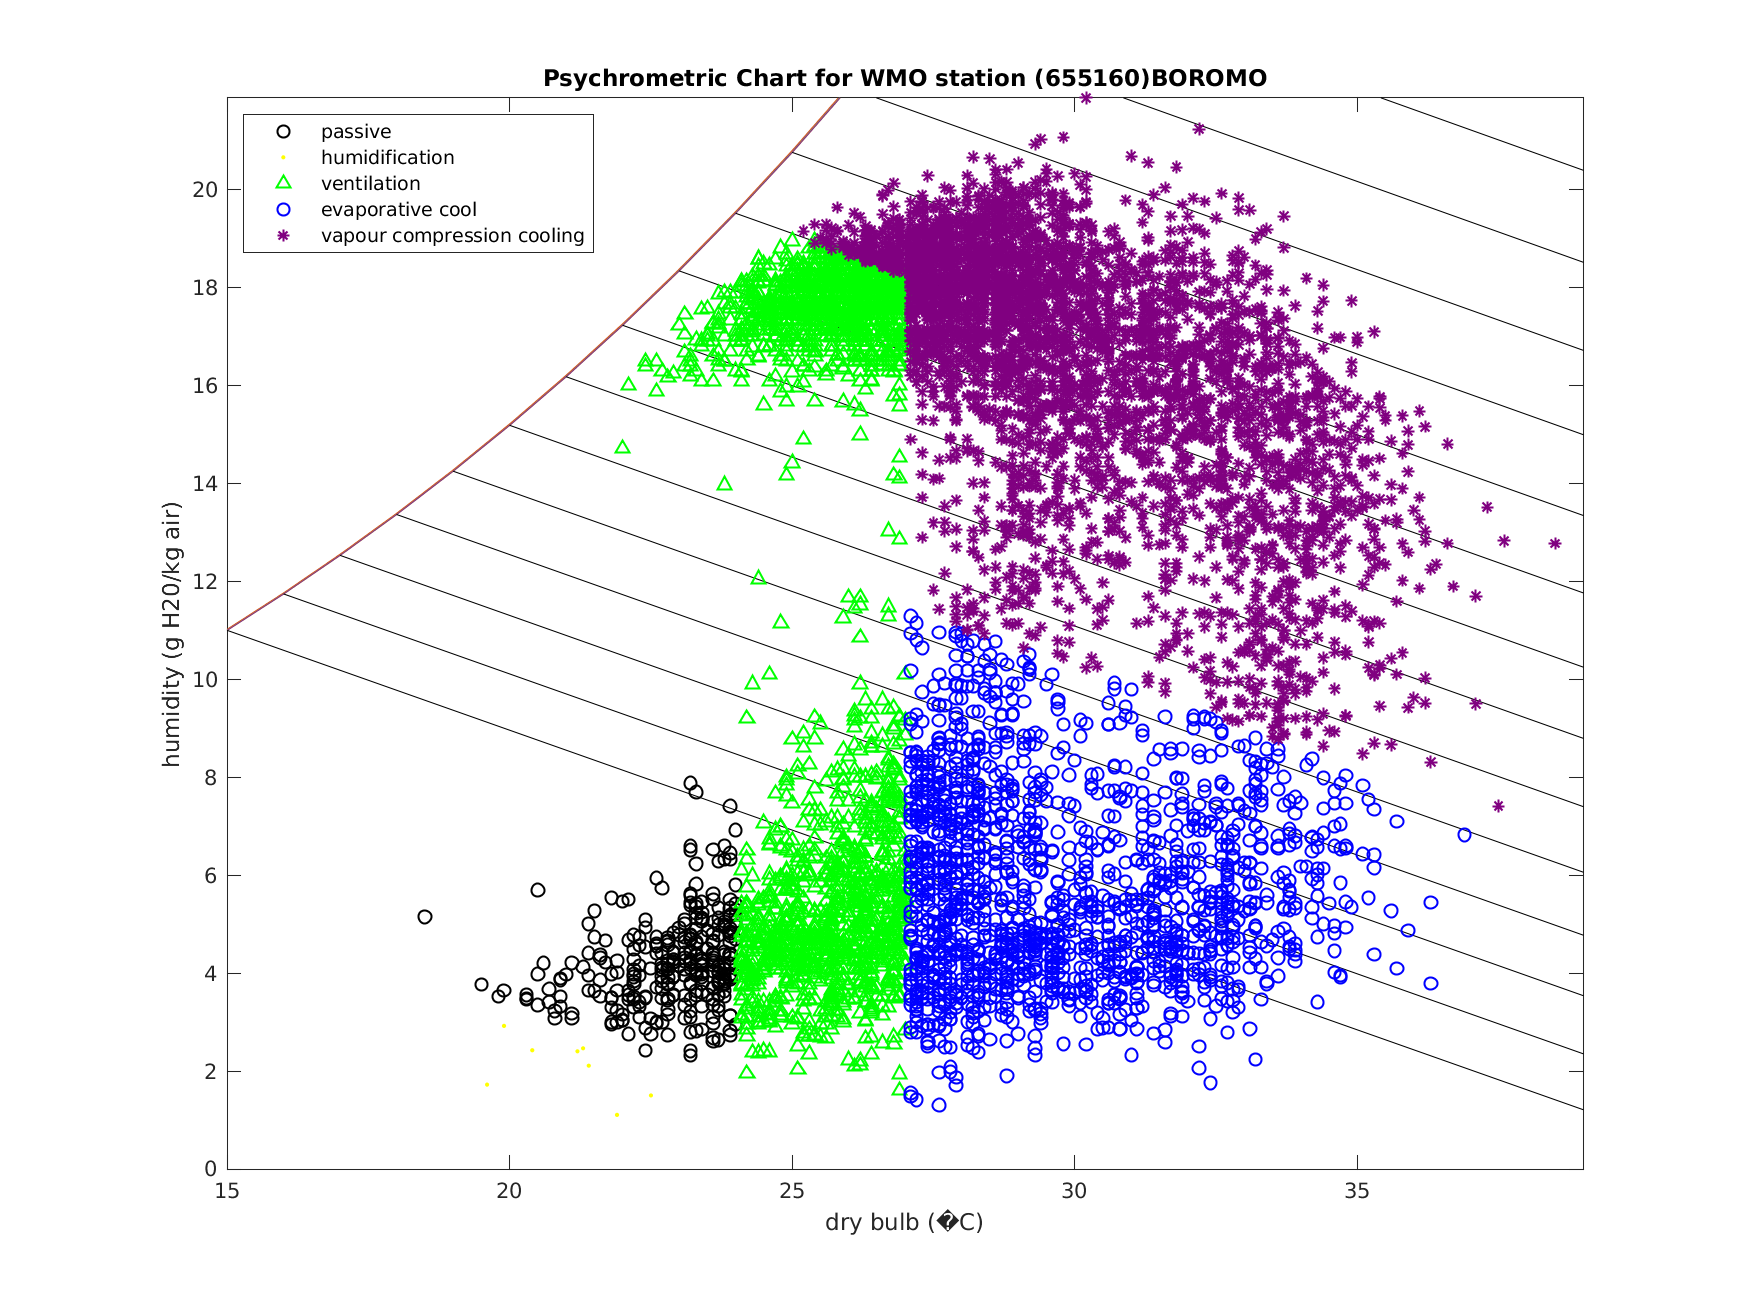 Psychrometric Chart for WMO station (655160)BOROMO
passive
humidification
ventilation
evaporative cool
vapour compression cooling
humidity (g H20/kg air)
20
18
16
14
12
10
8
6
4
2
0
15 20 25 30 35
dry bulb (�C)